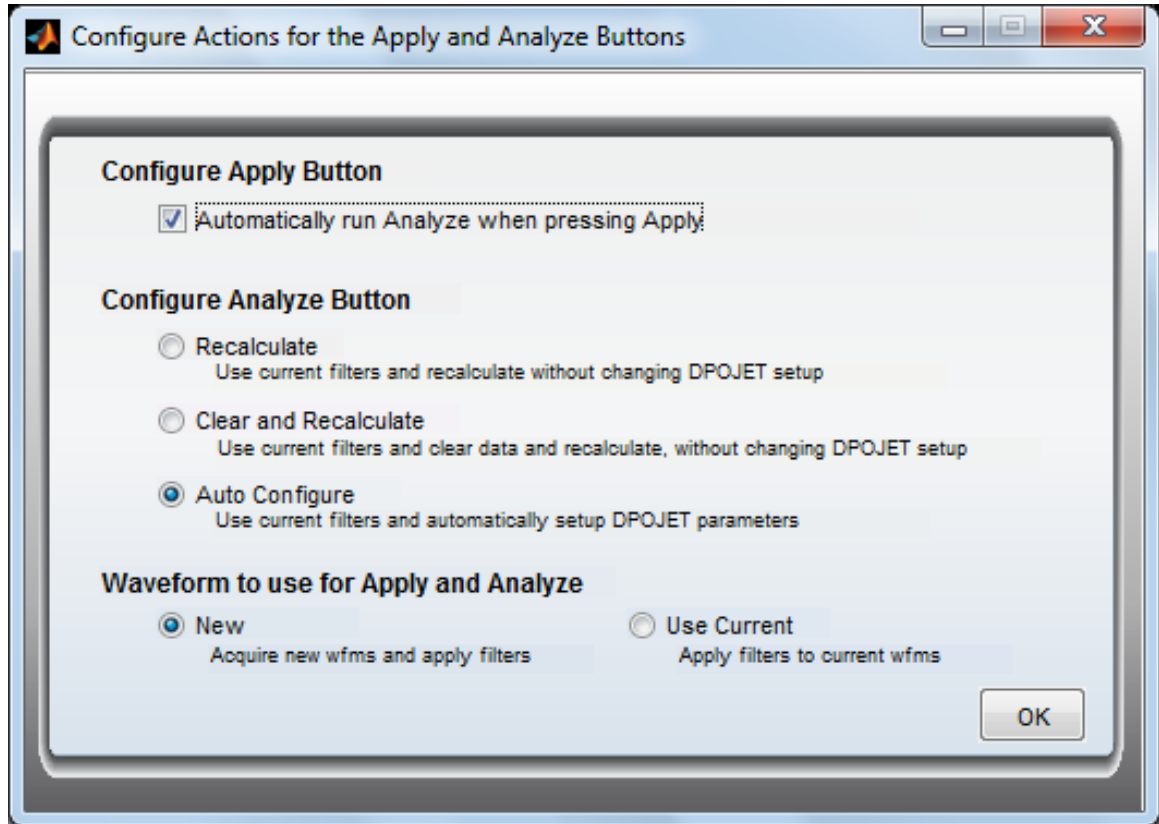 Configure Actions for the Apply and Analyze Buttons
Configure Apply Button
Automatically run Analyze when pressing Apply
Configure Analyze Button
Recalculate
Use current filters and recalculate without changing DPOJET setup
Clear and Recalculate
Use current filters and clear data and recalculate, without changing DPOJET setup
Auto Configure
Use current filters and automatically setup DPOJET parameters
Waveform to use for Apply and Analyze
New
Acquire new wfms and apply filters
Use Current
Apply filters to current wfms
OK